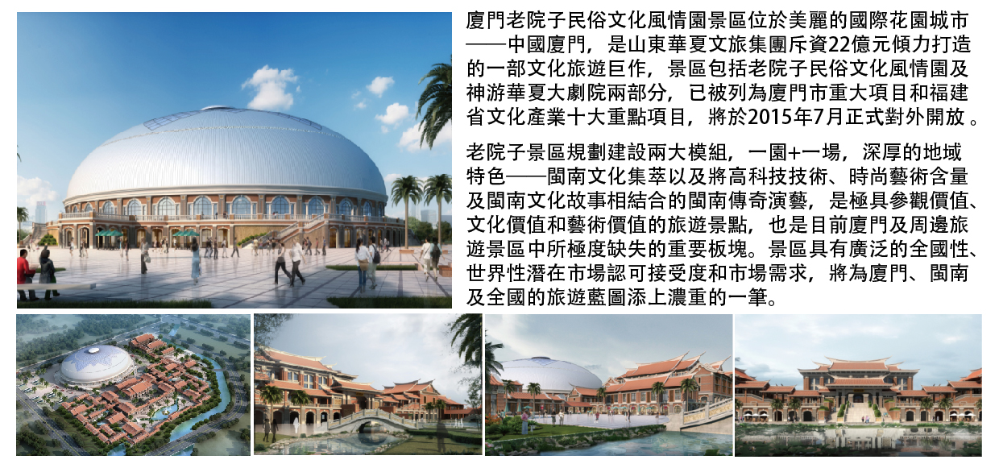 廈門老院子民俗文化風情園景區位於美麗的國際花園城市
——中國廈門，是山東華夏文旅集團斥資22億元傾力打造
的一部文化旅遊巨作，景區包括老院子民俗文化風情園及
神游華夏大劇院兩部分，已被列為廈門市重大項目和福建
省文化產業十大重點項目，將於2015年7月正式對外開放。
老院子景區規劃建設兩大模組，一園+一場，深厚的地域
特色——閩南文化集萃以及將高科技技術、時尚藝術含量
及閩南文化故事相結合的閩南傳奇演藝，是極具參觀價值、
文化價值和藝術價值的旅遊景點，也是目前廈門及周邊旅
遊景區中所極度缺失的重要板塊。景區具有廣泛的全國性、
世界性潛在市場認可接受度和市場需求，將為廈門、閩南
及全國的旅遊藍圖添上濃重的一筆。